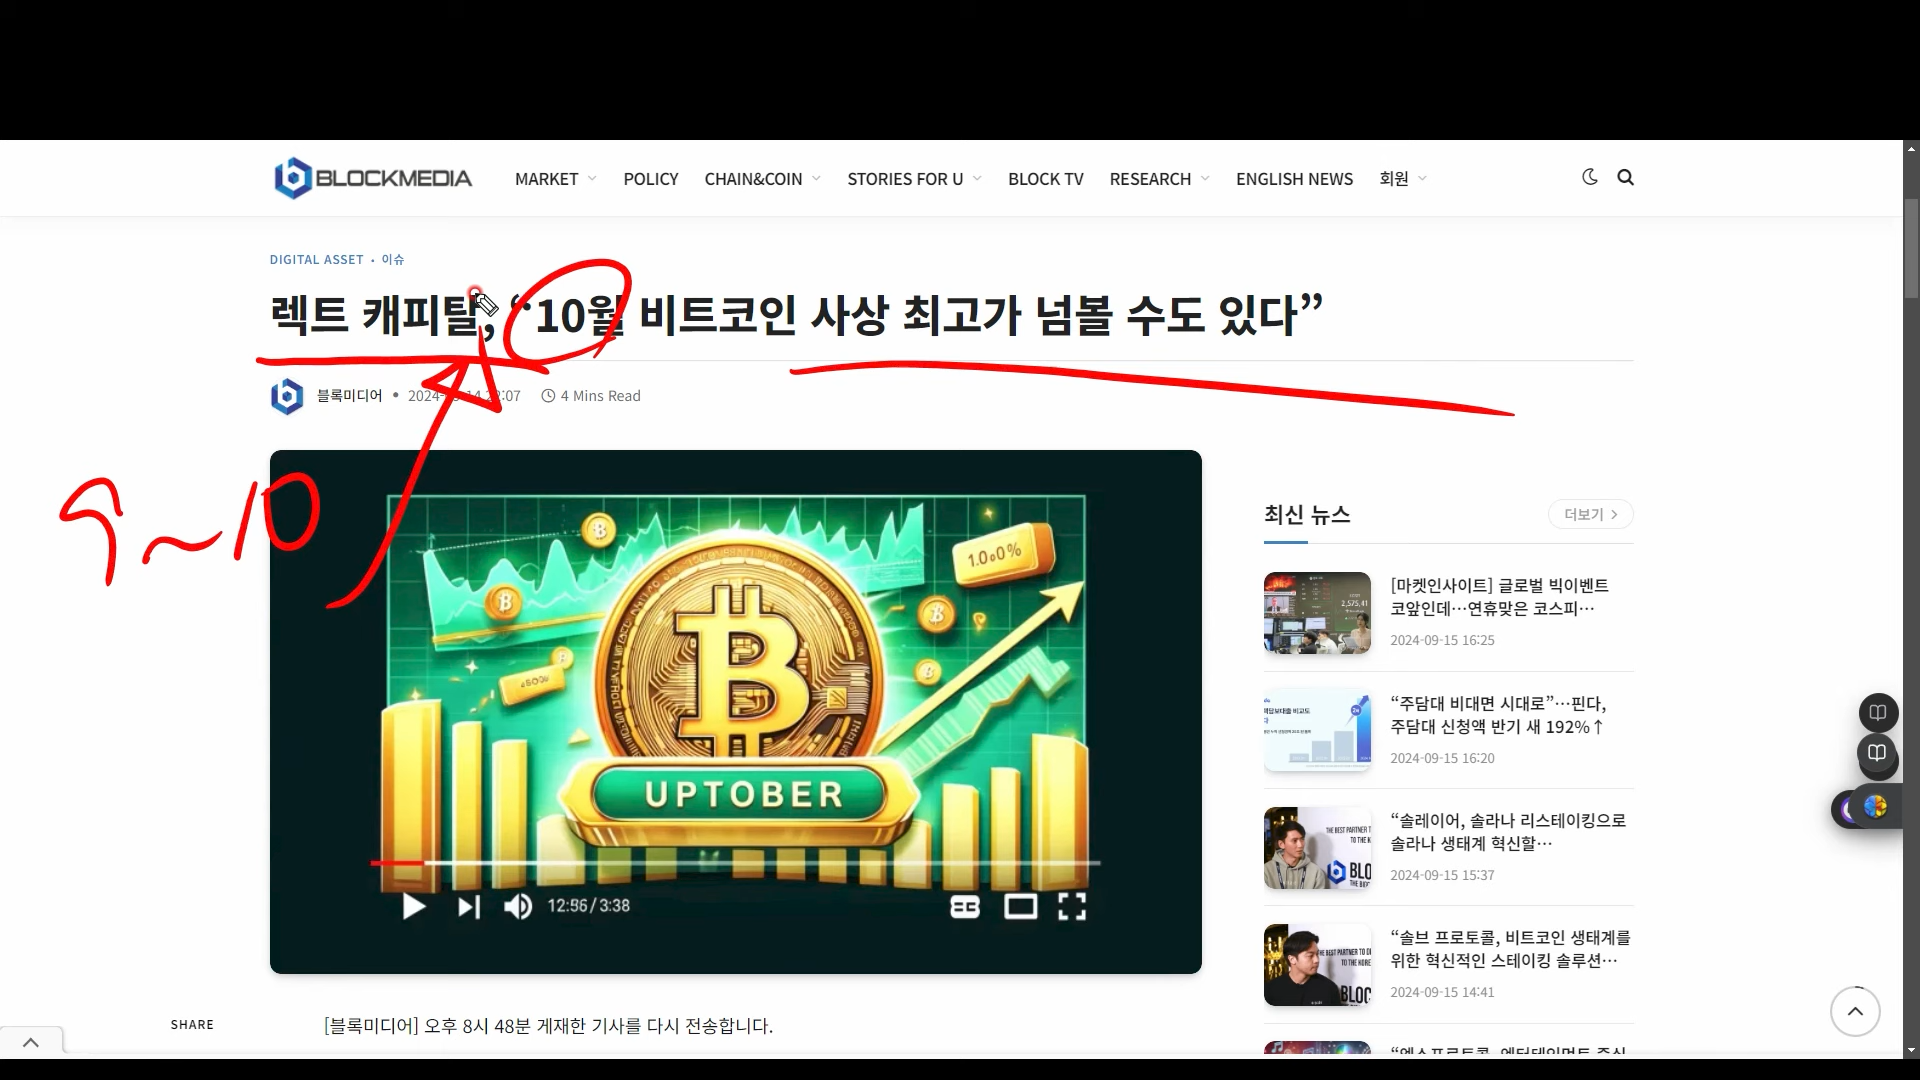 BLOCKMEDIA
MARKET POLICY CHAIN&COIN STORIES FOR U BLOCK TV RESEARCH ENGLISH NEWS 회원
DIGITAL ASSET • 이슈
렉트 캐피탈, “10월 비트코인 사상 최고가 넘볼 수도 있다”
블록미디어 • 2024- 14 2 :07 4 Mins Read
9~10
1.0০0%
UPTOBER
3:38
최신 뉴스
더보기 >
[마켓인사이트] 글로벌 빅이벤트
코앞인데…연휴맞은 코스피…
2024-09-15 16:25
“주담대 비대면 시대로”…핀다,
주담대 신청액 반기 새 192%↑
2024-09-15 16:20
“솔레이어, 솔라나 리스테이킹으로
솔라나 생태계 혁신할…
2024-09-15 15:37
“솔브 프로토콜, 비트코인 생태계를
위한 혁신적인 스테이킹 솔루션…
2024-09-15 14:41
SHARE
[블록미디어] 오후 8시 48분 게재한 기사를 다시 전송합니다.